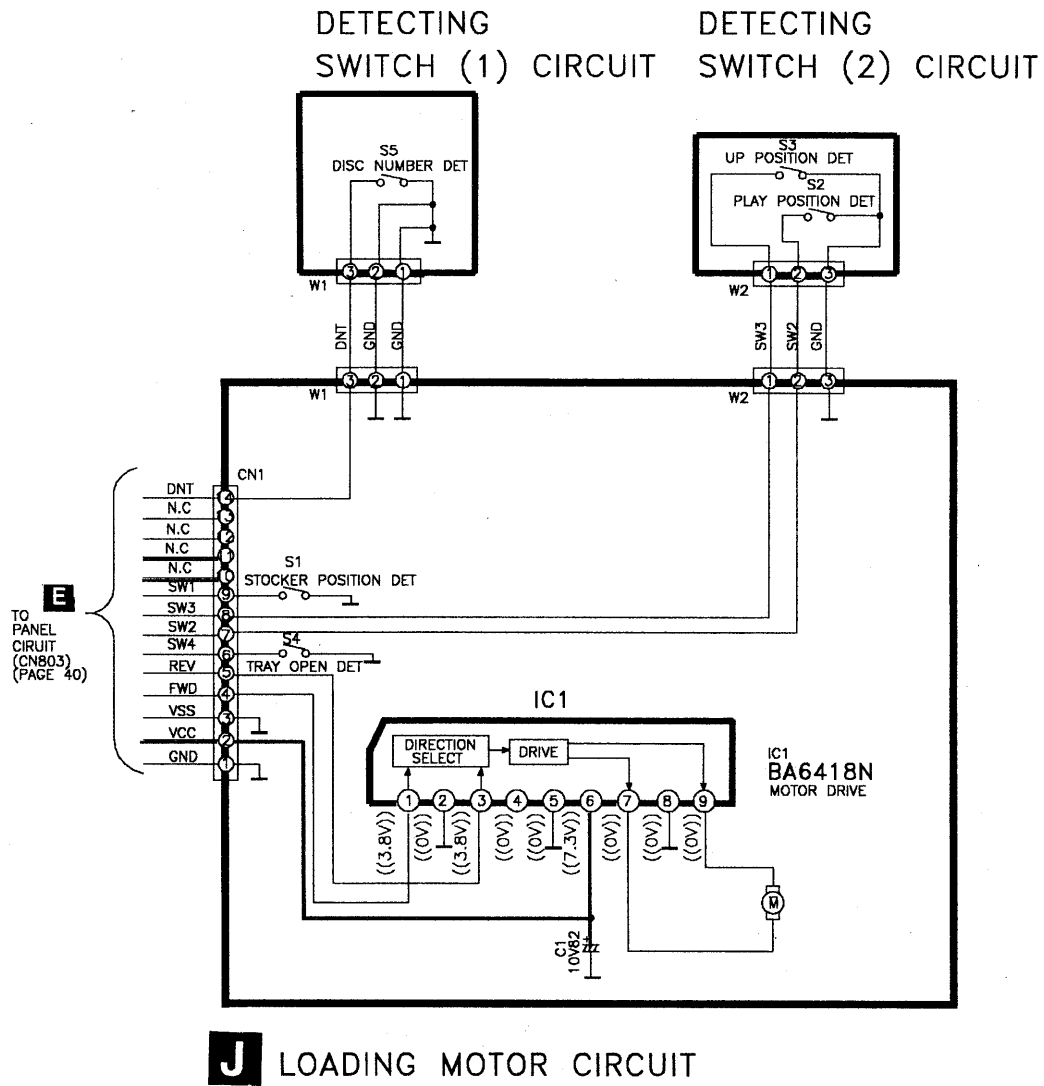 DETECTING
SWITCH (1) CIRCUIT
DETECTING
SWITCH (2) CIRCUIT
S5
DISC NUMBER DET
S3
UP POSITION DET
S2
PLAY POSITION DET
3 2 1
W1
1 2 3
W2
DNT
GND
GND
SW3
SW2
GND
3 2 1
W1
1 2 3
W2
CN1
DNT 14
N.C 13
N.C 12
N.C 11
N.C 10
SW1 9
SW3 8
SW2 7
SW4 6
REV 5
FWD 4
VSS 3
VCC 2
GND 1
E
TO
PANEL
CIRUIT
(CN803)
(PAGE 40)
S1
STOCKER POSITION DET
S4
TRAY OPEN DET
IC1
DIRECTION
SELECT
DRIVE
IC1
BA6418N
MOTOR DRIVE
1 2 3 4 5 6 7 8 9
((3.8V))
((0V))
((3.8V))
((0V))
((0V))
((7.3V))
((0V))
((0V))
((0V))
M
C1
10V82
+
J LOADING MOTOR CIRCUIT